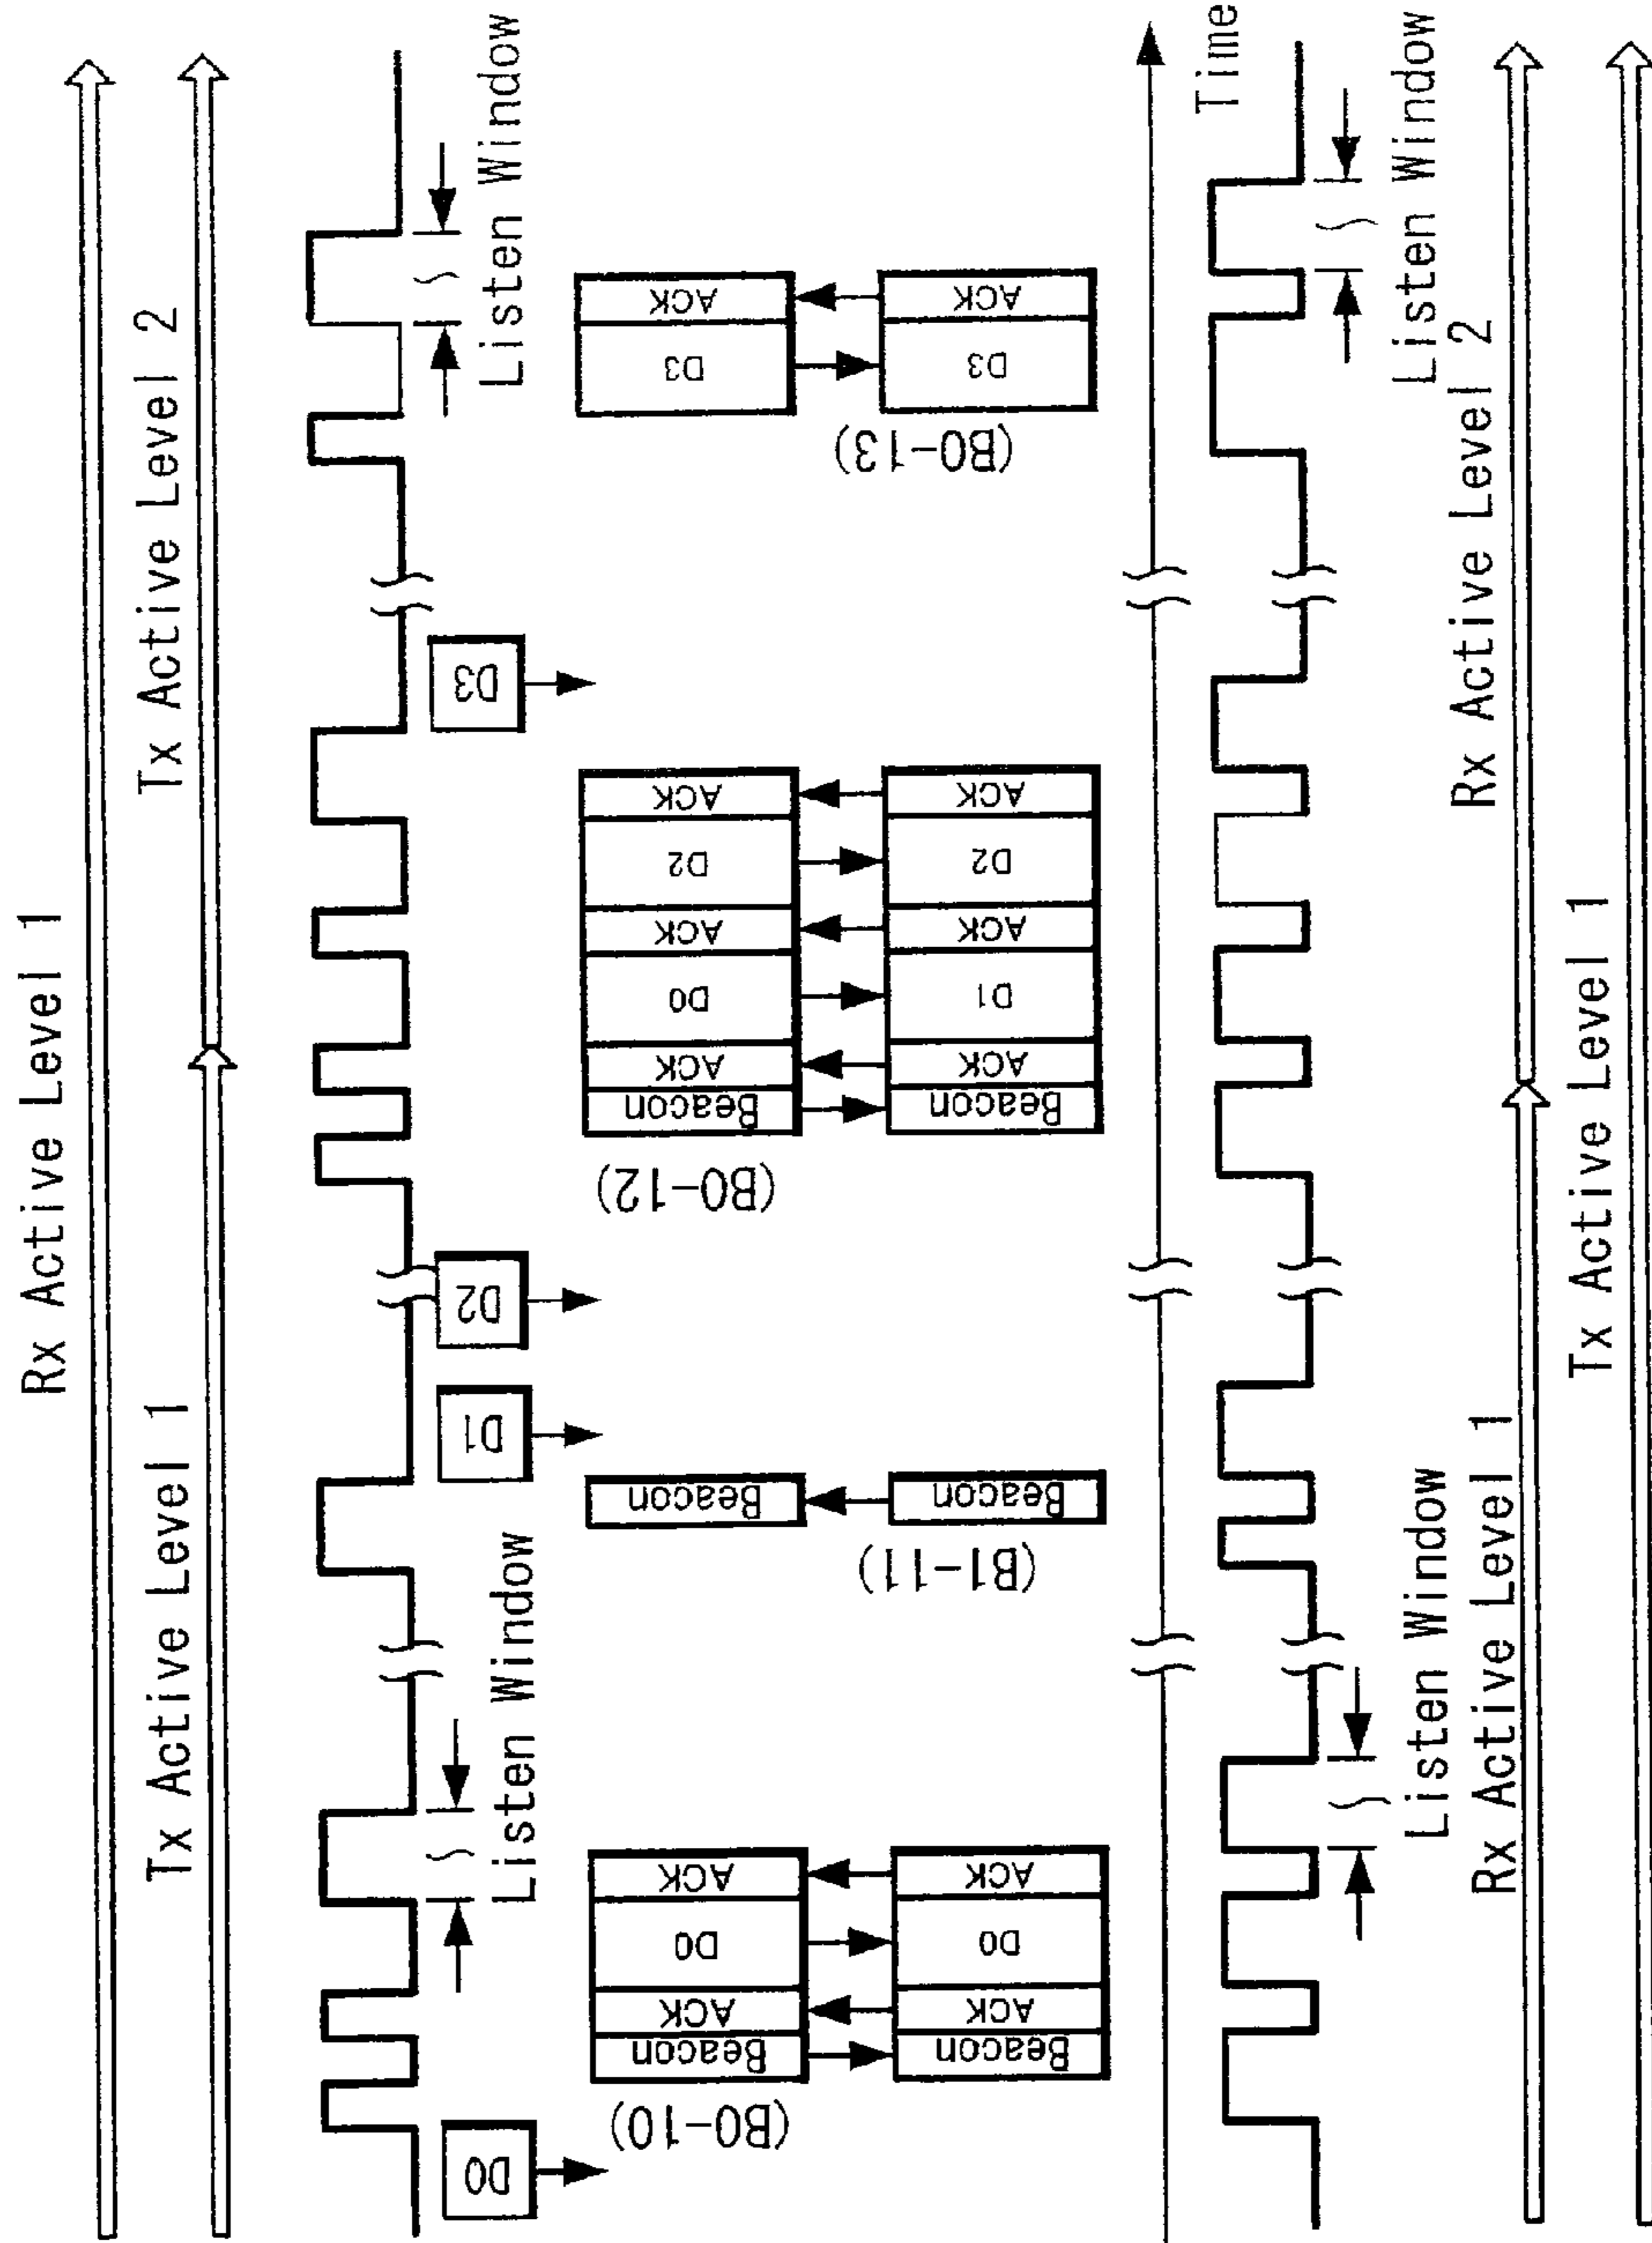 Rx Active Level 1
Tx Active Level 1
Tx Active Level 2
D0
D1
D2
D3
Listen Window
Listen Window
(B0-10)
Beacon
ACK
D0
ACK
Beacon
ACK
D0
ACK
(B1-11)
Beacon
Beacon
(B0-12)
Beacon
ACK
D0
ACK
D2
ACK
Beacon
ACK
D1
ACK
D2
ACK
(B0-13)
D3
ACK
D3
ACK
Time
Listen Window
Listen Window
Rx Active Level 1
Rx Active Level 2
Tx Active Level 1